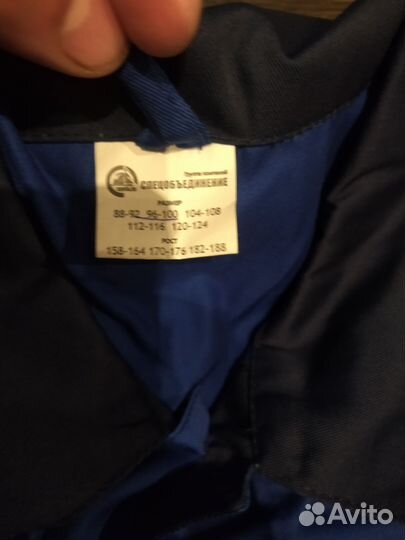 Группа компаний
СПЕЦОБЪЕДИНЕНИЕ
РАЗМЕР
88-92 96-100 104-108
112-116 120-124
РОСТ
158-164 170-176 182-188
Avito